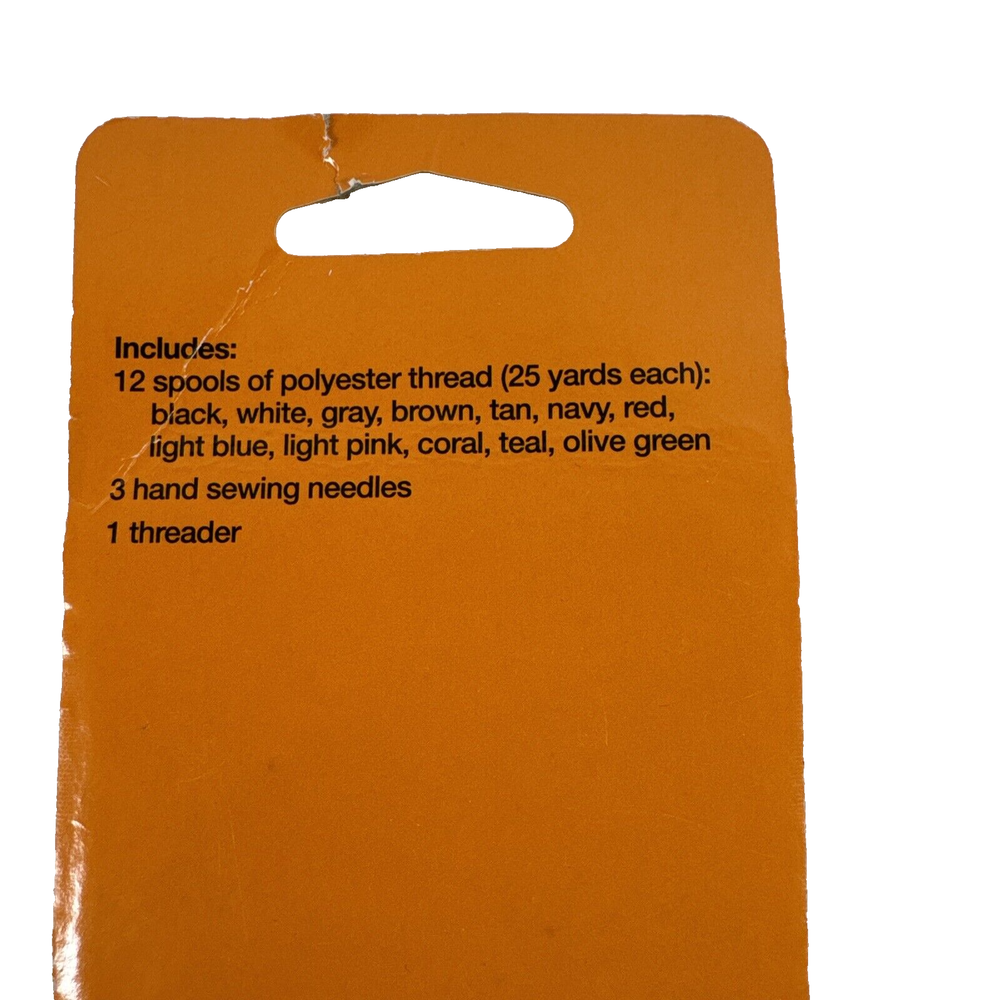 Includes:
12 spools of polyester thread (25 yards each):
black, white, gray, brown, tan, navy, red,
light blue, light pink, coral, teal, olive green
3 hand sewing needles
1 threader